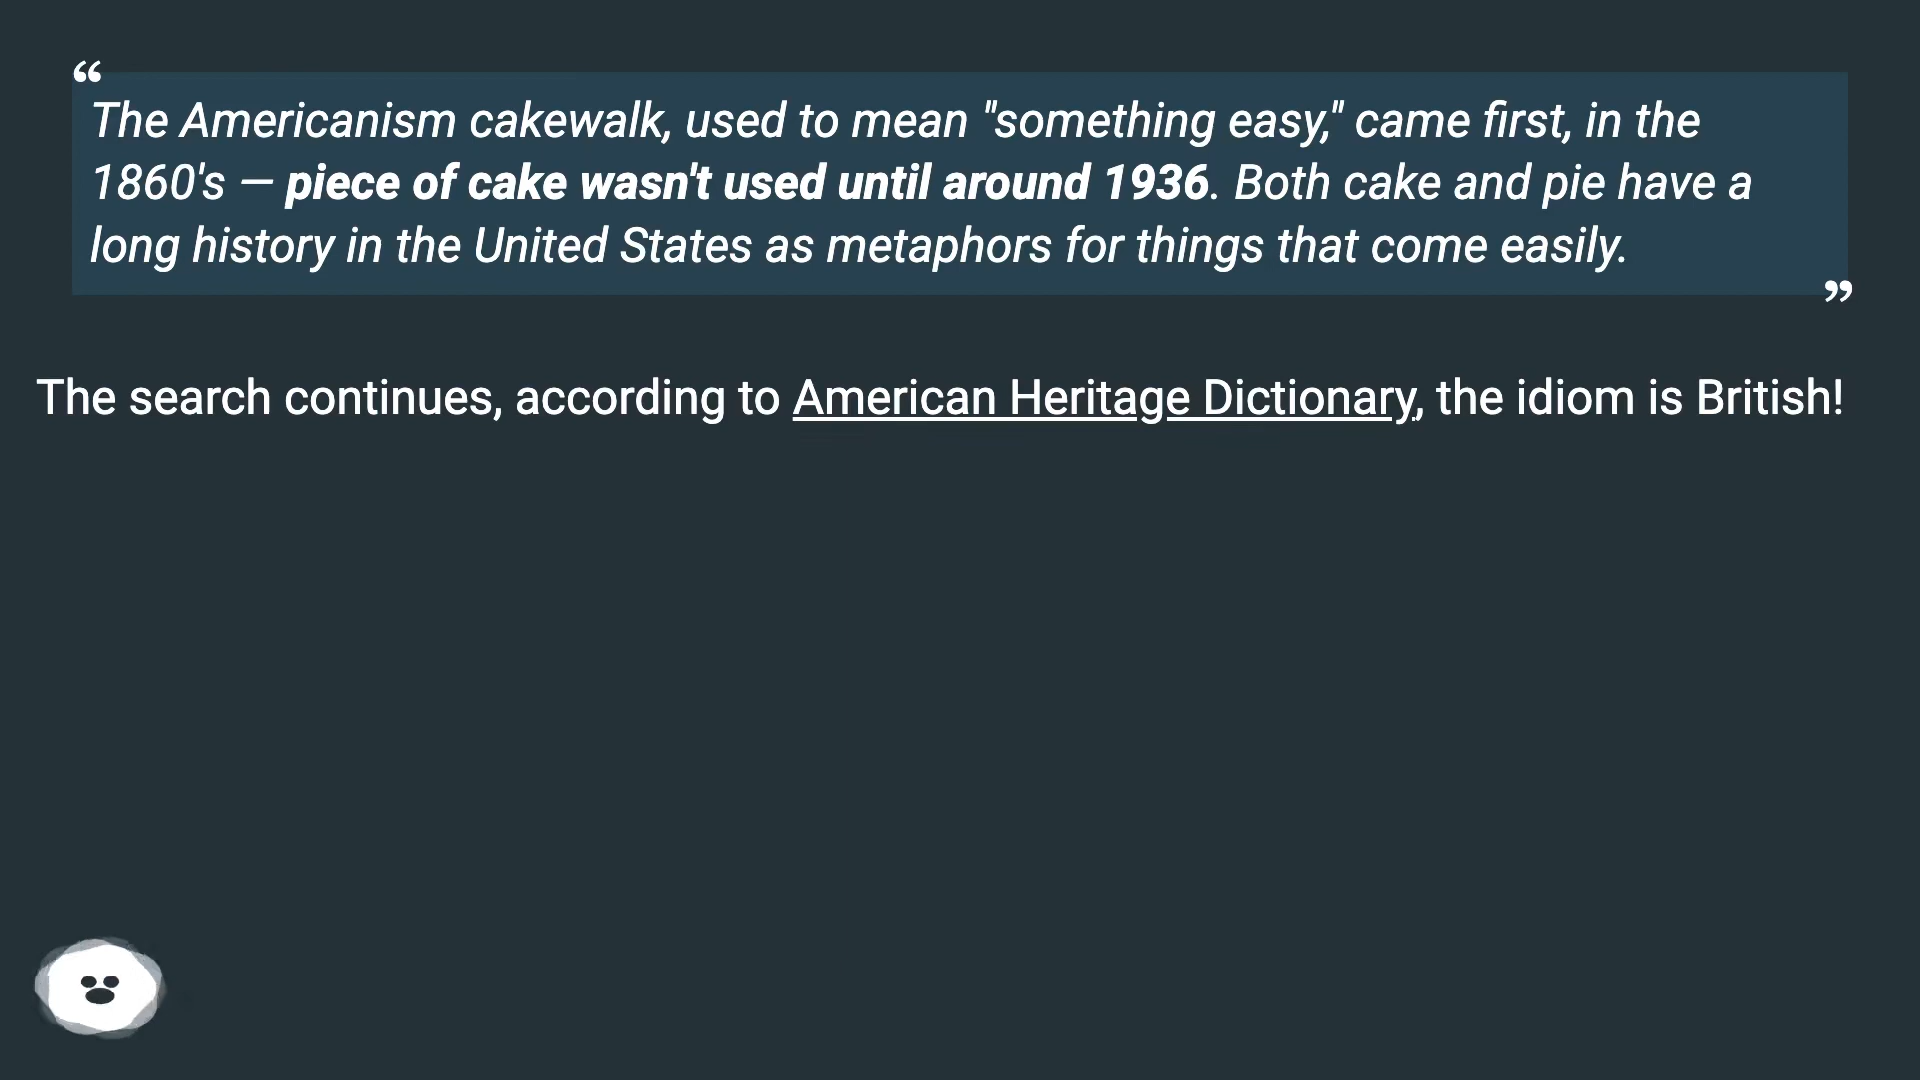 “
The Americanism cakewalk, used to mean "something easy," came first, in the
1860's — piece of cake wasn't used until around 1936. Both cake and pie have a
long history in the United States as metaphors for things that come easily.
”
The search continues, according to American Heritage Dictionary, the idiom is British!